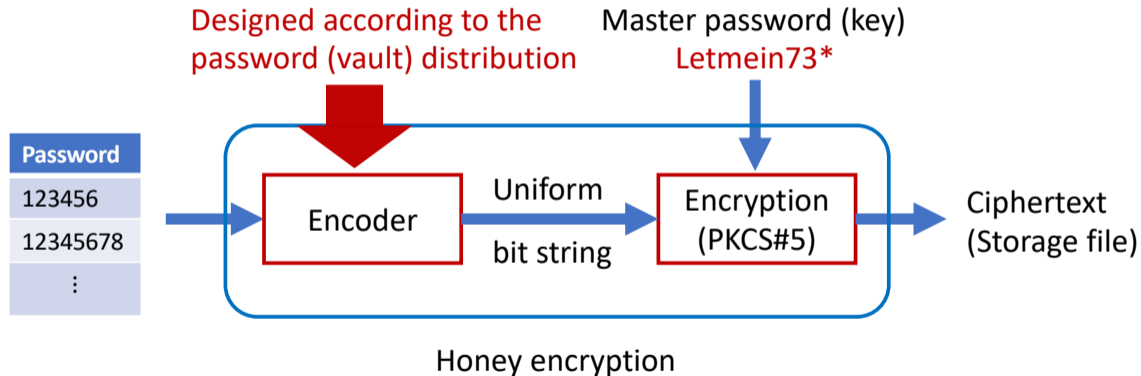 Designed according to the
password (vault) distribution
Master password (key)
Letmein73*
Password
123456
12345678
⋮
Encoder
Uniform
bit string
Encryption
(PKCS#5)
Ciphertext
(Storage file)
Honey encryption